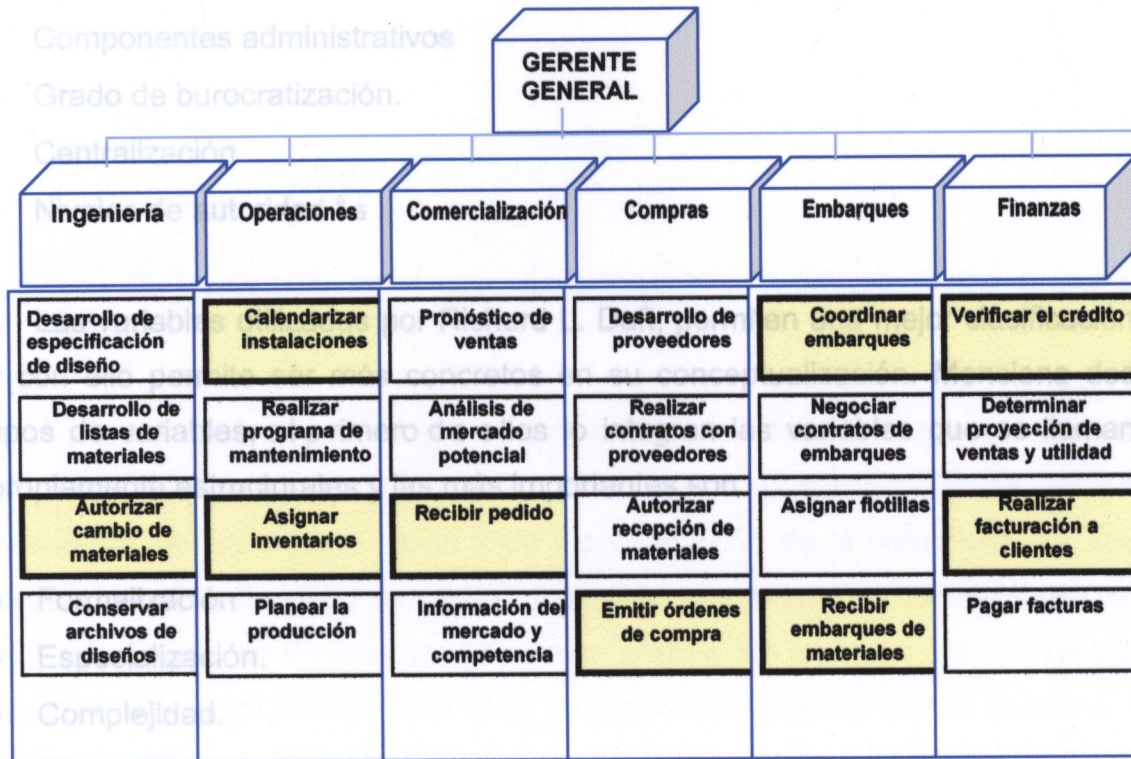 Componentes administrativos
Grado de burocratización.
Centralización
GERENTE
GENERAL
Ingeniería
Operaciones
Comercialización
Compras
Embarques
Finanzas
Desarrollo de
especificación
de diseño
Desarrollo de
listas de
materiales
Autorizar
cambio de
materiales
Conservar
archivos de
diseños
Calendarizar
instalaciones
Realizar
programa de
mantenimiento
Asignar
inventarios
Planear la
producción
Pronóstico de
ventas
Análisis de
mercado
potencial
Recibir pedido
Información del
mercado y
competencia
Desarrollo de
proveedores
Realizar
contratos con
proveedores
Autorizar
recepción de
materiales
Emitir órdenes
de compra
Coordinar
embarques
Negociar
contratos de
embarques
Asignar flotillas
Recibir
embarques de
materiales
Verificar el crédito
Determinar
proyección de
ventas y utilidad
Realizar
facturación a
clientes
Pagar facturas
Formalización
Especialización.
Complejidad.